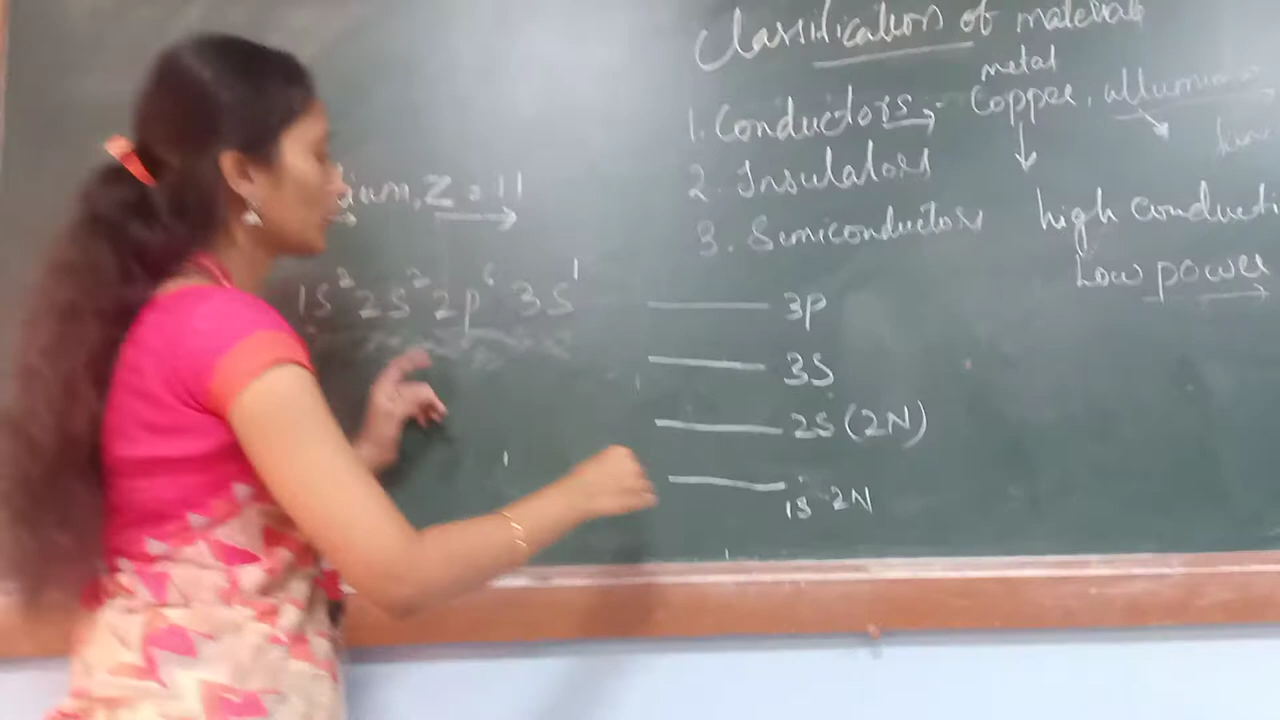 Classification of materials
metal
1. Conductors → Copper,
2. Insulators
3. Semiconductors
high conducti
Low power
Z = 11
1S² 2S² 2p⁶ 3S¹
3p
3S
2S (2N)
1S 2N